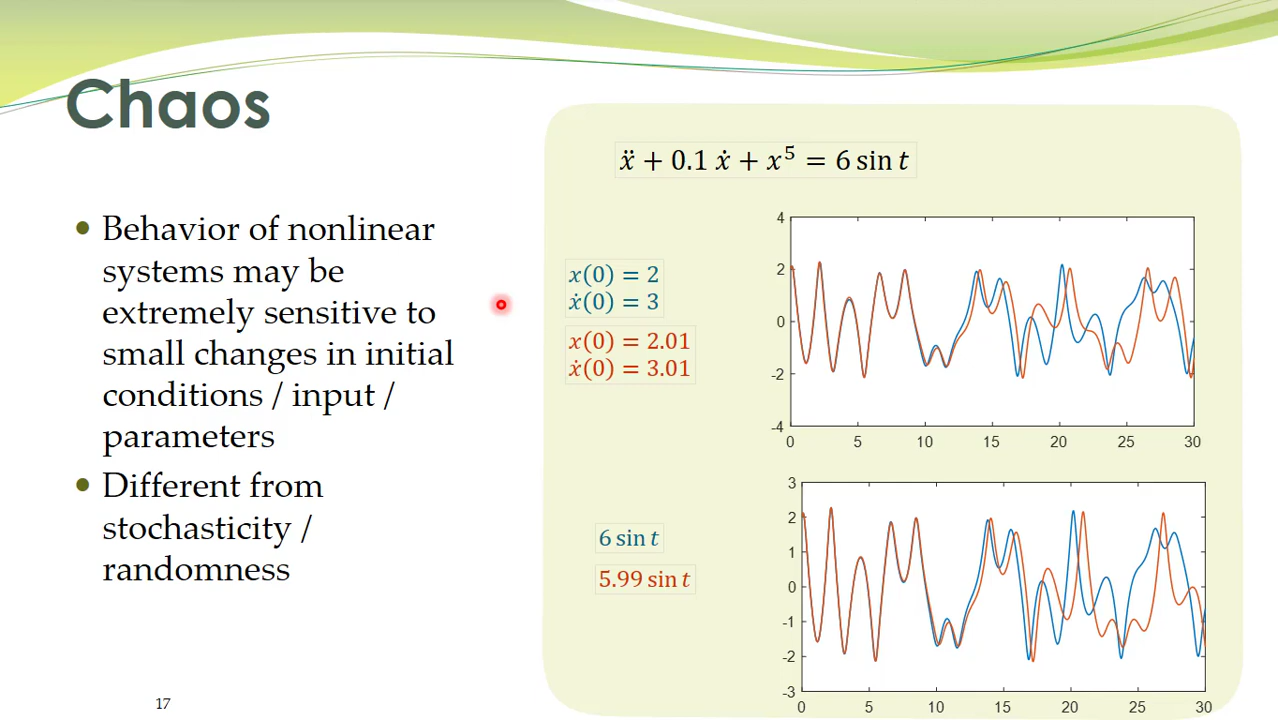 Chaos
• Behavior of nonlinear
systems may be
extremely sensitive to
small changes in initial
conditions / input /
parameters
• Different from
stochasticity /
randomness
17
ẍ + 0.1 ẋ + x⁵ = 6 sin t
x(0) = 2
ẋ(0) = 3
x(0) = 2.01
ẋ(0) = 3.01
4
2
0
-2
-4
0 5 10 15 20 25 30
6 sin t
5.99 sin t
3
2
1
0
-1
-2
-3
0 5 10 15 20 25 30